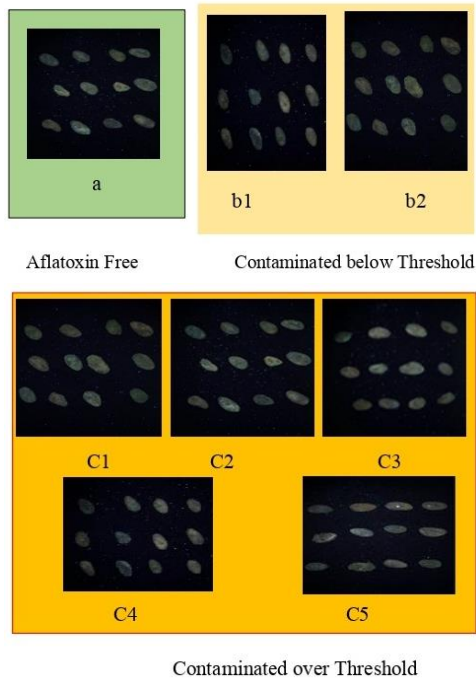 a
b1 b2
Aflatoxin Free Contaminated below Threshold
C1 C2 C3
C4 C5
Contaminated over Threshold